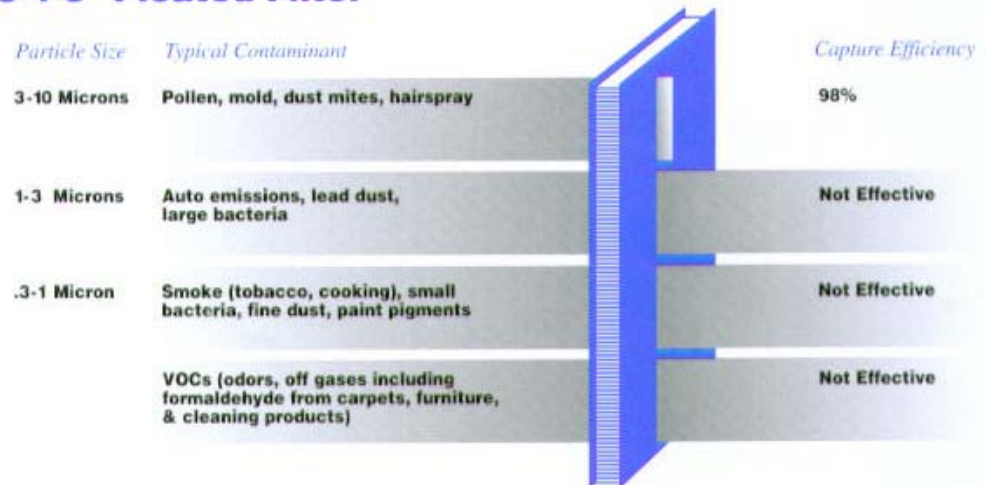 Pleated Filter
Particle Size Typical Contaminant Capture Efficiency
3-10 Microns Pollen, mold, dust mites, hairspray 98%
1-3 Microns Auto emissions, lead dust, Not Effective
large bacteria
.3-1 Micron Smoke (tobacco, cooking), small Not Effective
bacteria, fine dust, paint pigments
VOCs (odors, off gases including Not Effective
formaldehyde from carpets, furniture,
& cleaning products)